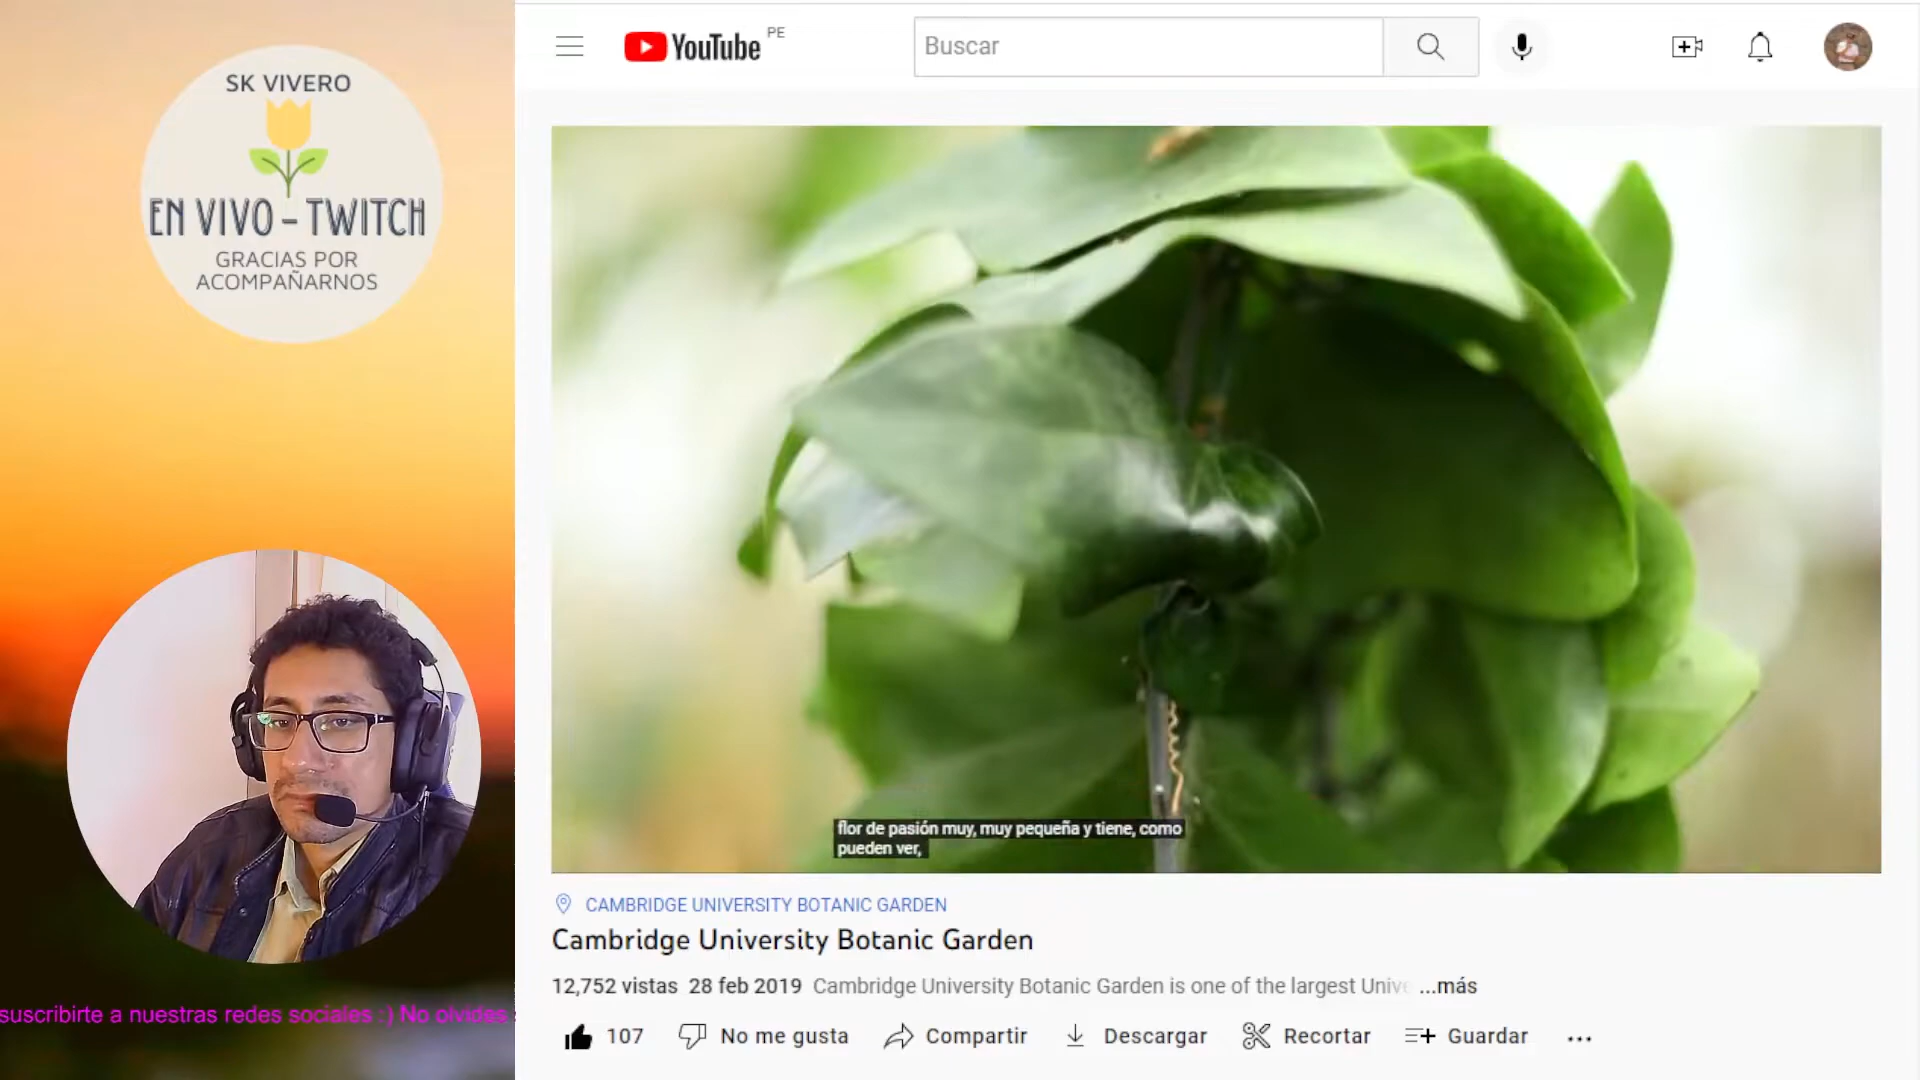 SK VIVERO
EN VIVO - TWITCH
GRACIAS POR
ACOMPAÑARNOS
suscribirte a nuestras redes sociales :) No olvides
YouTube PE
Buscar
flor de pasión muy, muy pequeña y tiene, como
pueden ver,
CAMBRIDGE UNIVERSITY BOTANIC GARDEN
Cambridge University Botanic Garden
12,752 vistas 28 feb 2019 Cambridge University Botanic Garden is one of the largest Unive ...más
107 No me gusta Compartir Descargar Recortar Guardar ...